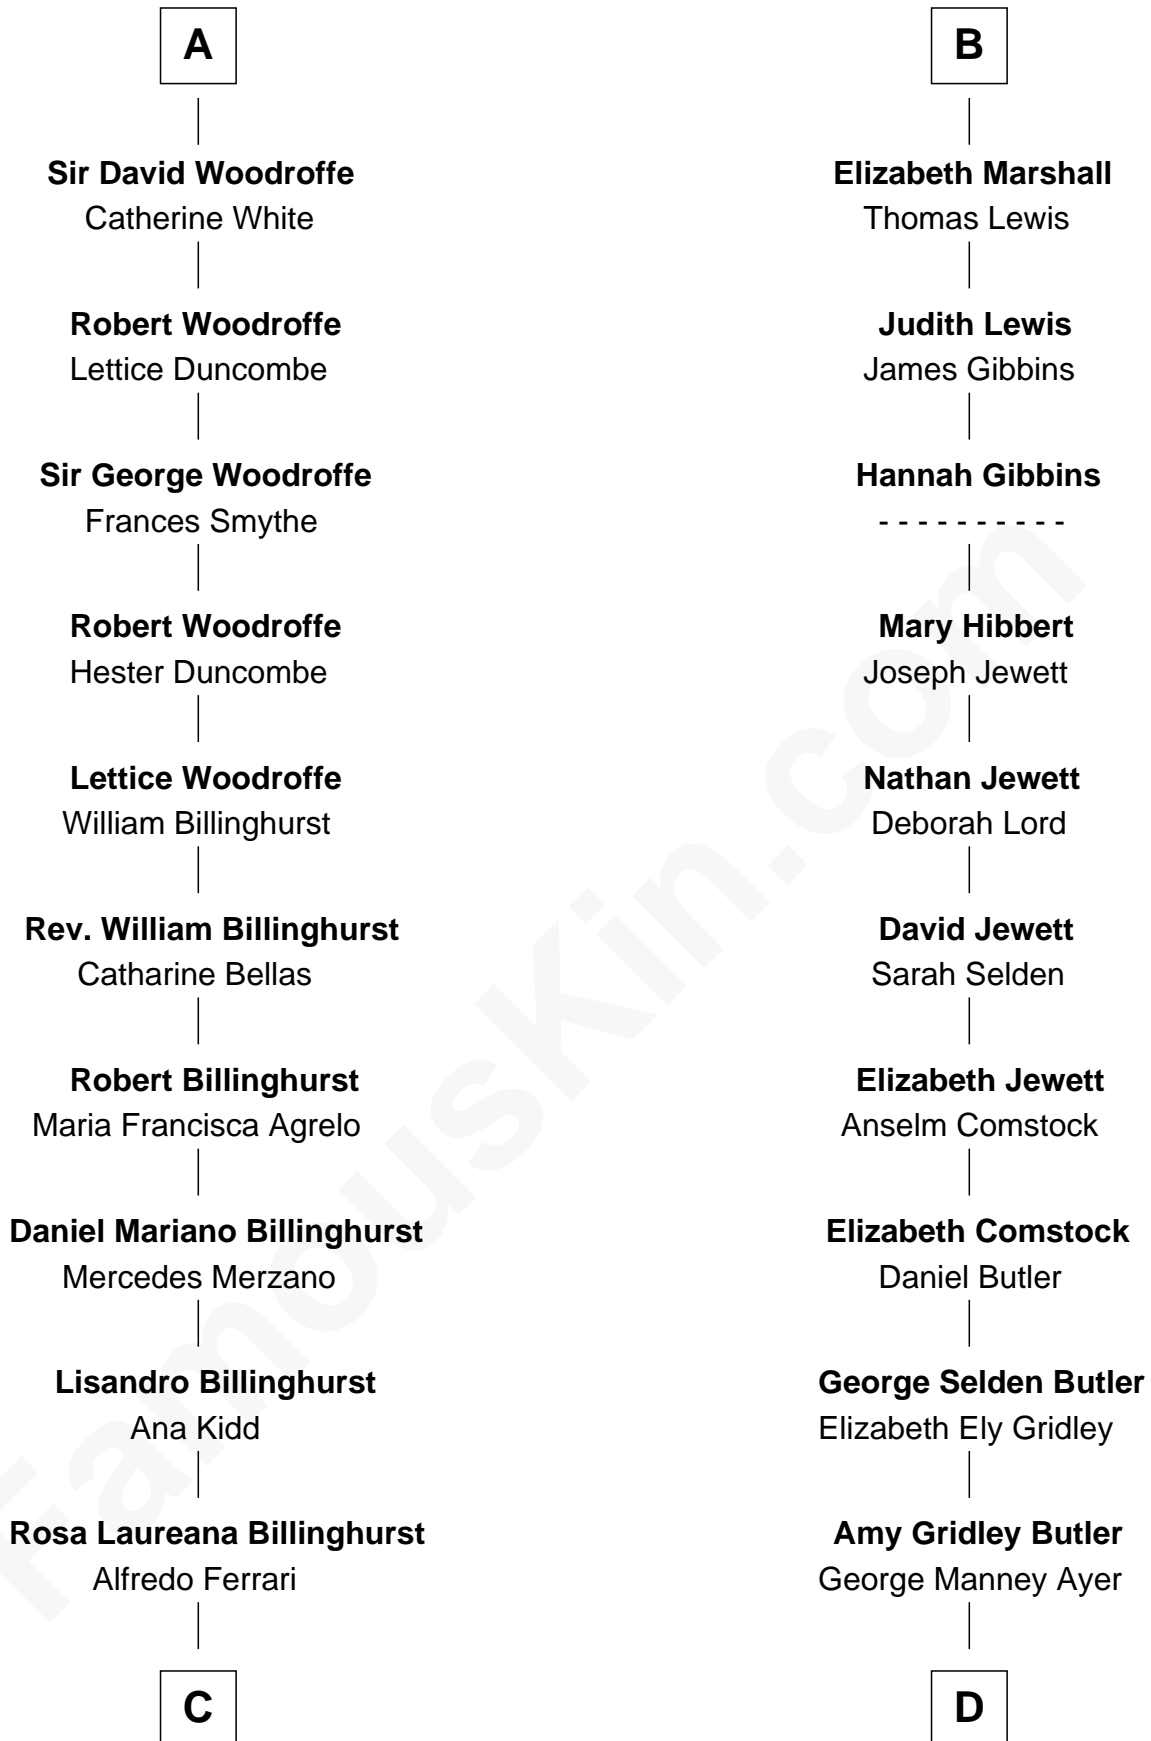 A
Sir David Woodroffe
Catherine White
Robert Woodroffe
Lettice Duncombe
Sir George Woodroffe
Frances Smythe
Robert Woodroffe
Hester Duncombe
Lettice Woodroffe
William Billinghurst
Rev. William Billinghurst
Catharine Bellas
Robert Billinghurst
Maria Francisca Agrelo
Daniel Mariano Billinghurst
Mercedes Merzano
Lisandro Billinghurst
Ana Kidd
Rosa Laureana Billinghurst
Alfredo Ferrari
C
B
Elizabeth Marshall
Thomas Lewis
Judith Lewis
James Gibbins
Hannah Gibbins
- - - - - - - - - -
Mary Hibbert
Joseph Jewett
Nathan Jewett
Deborah Lord
David Jewett
Sarah Selden
Elizabeth Jewett
Anselm Comstock
Elizabeth Comstock
Daniel Butler
George Selden Butler
Elizabeth Ely Gridley
Amy Gridley Butler
George Manney Ayer
D
FamousKin.com